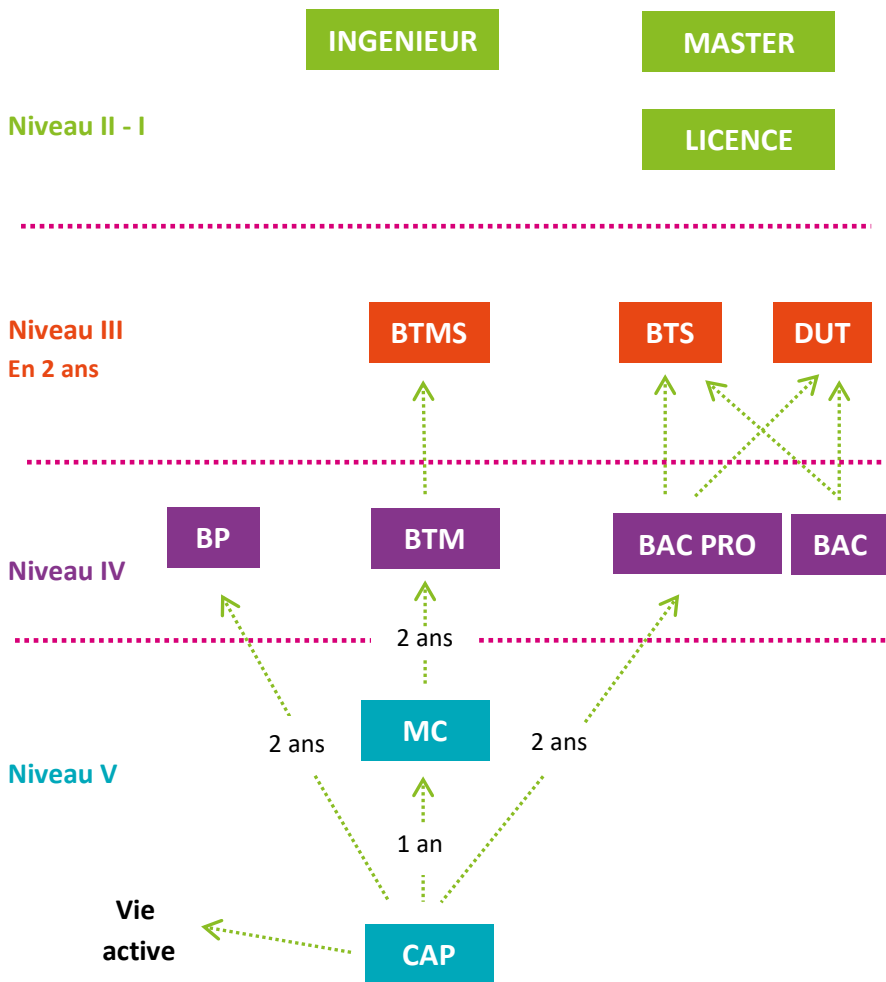 INGENIEUR
MASTER
Niveau II - I
LICENCE
Niveau III
En 2 ans
BTMS
BTS
DUT
BP
BTM
BAC PRO
BAC
Niveau IV
2 ans
MC
2 ans
2 ans
Niveau V
1 an
Vie
active
CAP